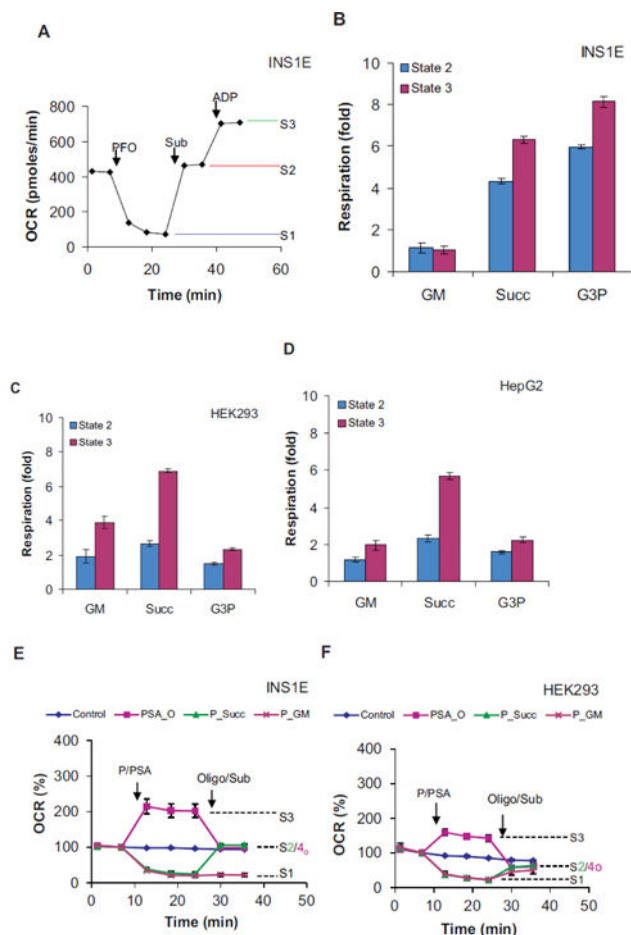 A
INS1E
OCR (pmoles/min)
800
600
400
200
0
PFO
Sub
ADP
S3
S2
S1
0 20 40 60
Time (min)
B
INS1E
State 2
State 3
Respiration (fold)
10
8
6
4
2
0
GM Succ G3P
C
HEK293
State 2
State 3
Respiration (fold)
10
8
6
4
2
0
GM Succ G3P
D
HepG2
State 2
State 3
Respiration (fold)
10
8
6
4
2
0
GM Succ G3P
E
INS1E
Control PSA_O P_Succ P_GM
OCR (%)
400
300
200
100
0
P/PSA
Oligo/Sub
S3
S2/4o
S1
0 10 20 30 40 50
Time (min)
F
HEK293
Control PSA_O P_Succ P_GM
OCR (%)
400
300
200
100
0
P/PSA
Oligo/Sub
S3
S2/4o
S1
0 10 20 30 40 50
Time (min)